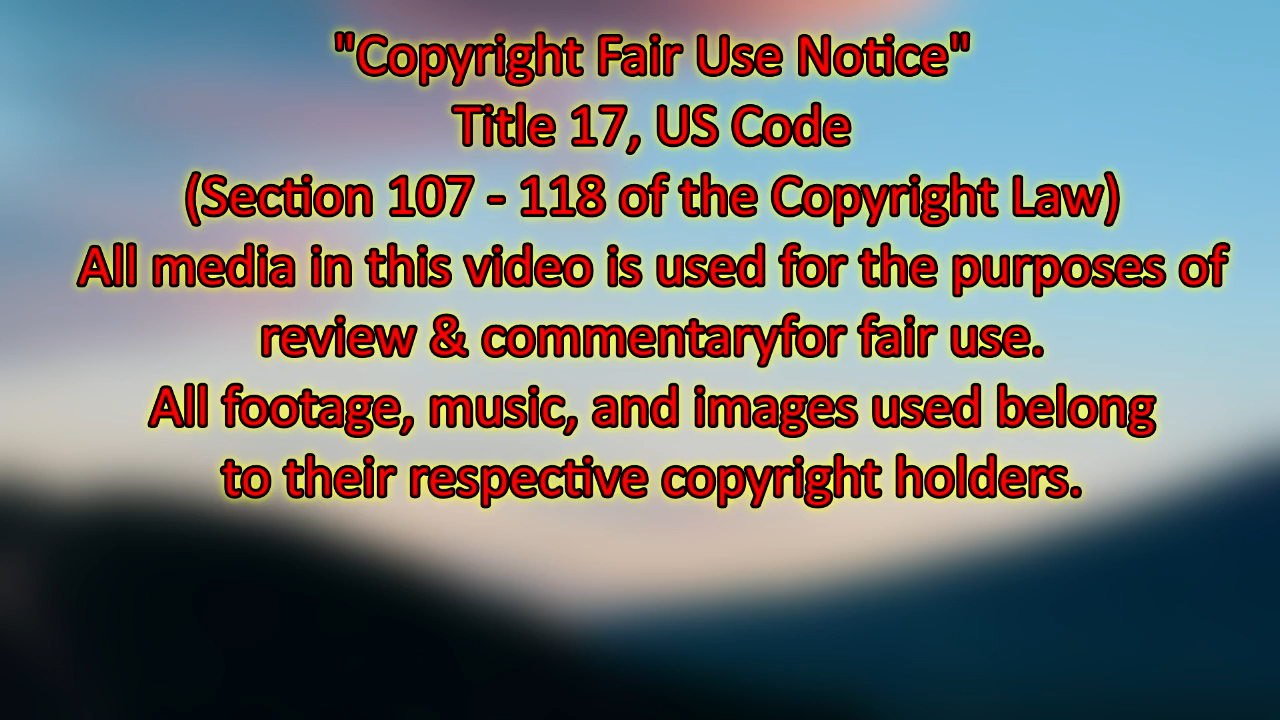 "Copyright Fair Use Notice"
Title 17, US Code
(Section 107 - 118 of the Copyright Law)
All media in this video is used for the purposes of
review & commentaryfor fair use.
All footage, music, and images used belong
to their respective copyright holders.